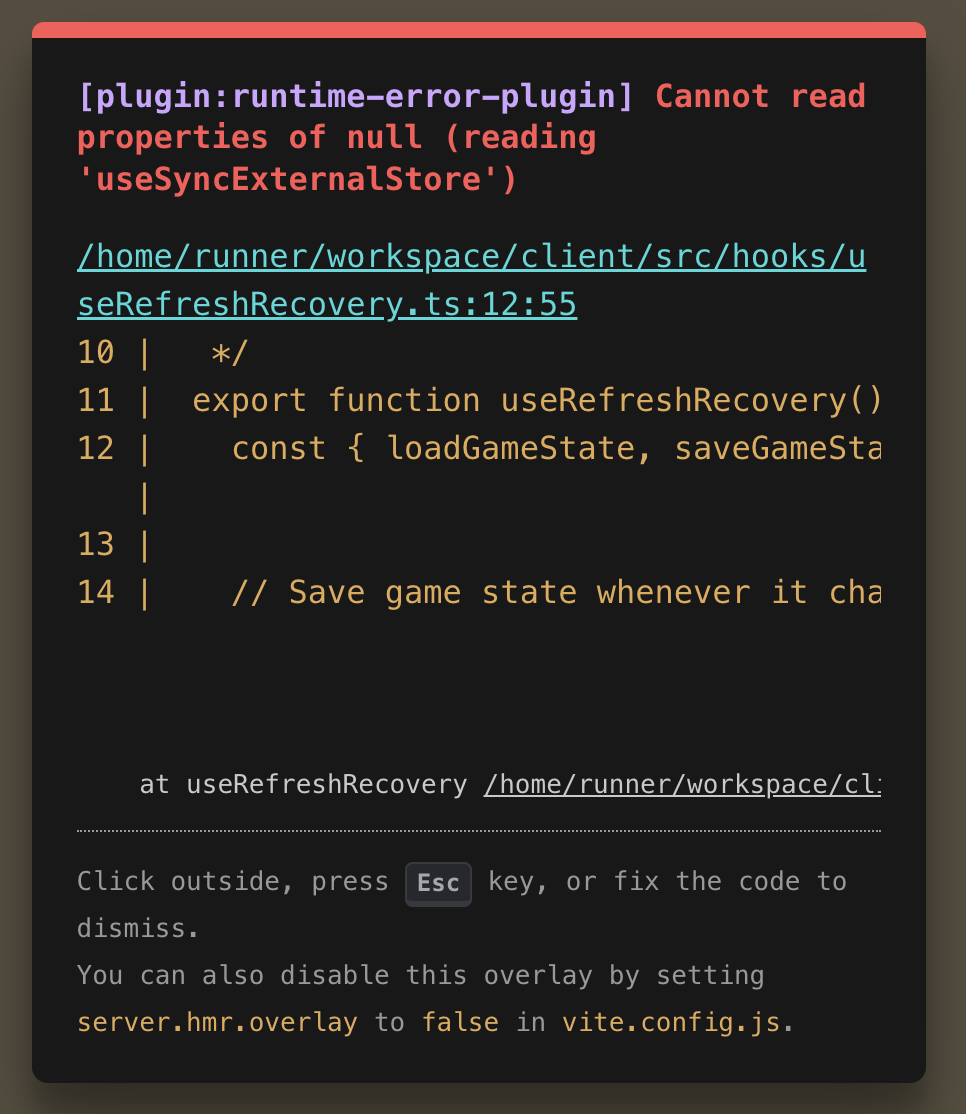 [plugin:runtime-error-plugin] Cannot read
properties of null (reading
'useSyncExternalStore')
/home/runner/workspace/client/src/hooks/u
seRefreshRecovery.ts:12:55
10 |   */
11 |  export function useRefreshRecovery()
12 |    const { loadGameState, saveGameSta
   |
13 |
14 |    // Save game state whenever it cha
    at useRefreshRecovery /home/runner/workspace/cli
Click outside, press Esc key, or fix the code to
dismiss.
You can also disable this overlay by setting
server.hmr.overlay to false in vite.config.js.